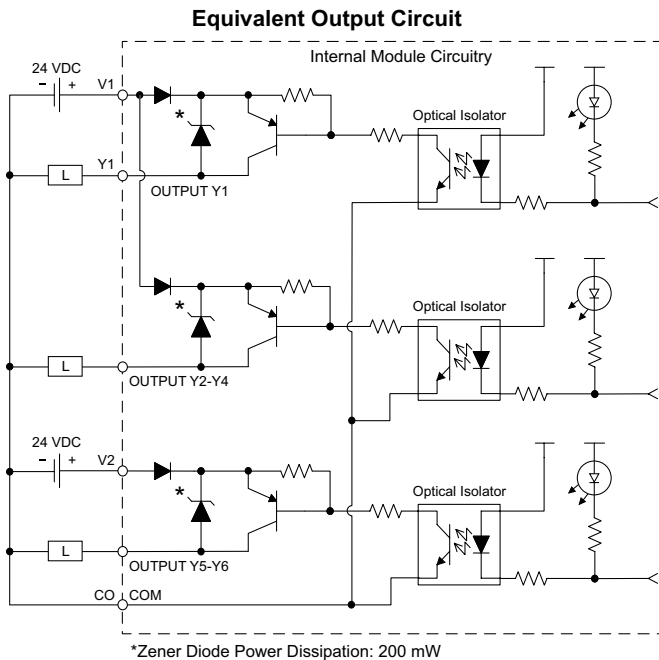 Equivalent Output Circuit
Internal Module Circuitry
24 VDC
- +
V1
*
Optical Isolator
Y1
L
OUTPUT Y1
*
Optical Isolator
L
OUTPUT Y2-Y4
24 VDC
- +
V2
*
Optical Isolator
L
OUTPUT Y5-Y6
CO COM
*Zener Diode Power Dissipation: 200 mW